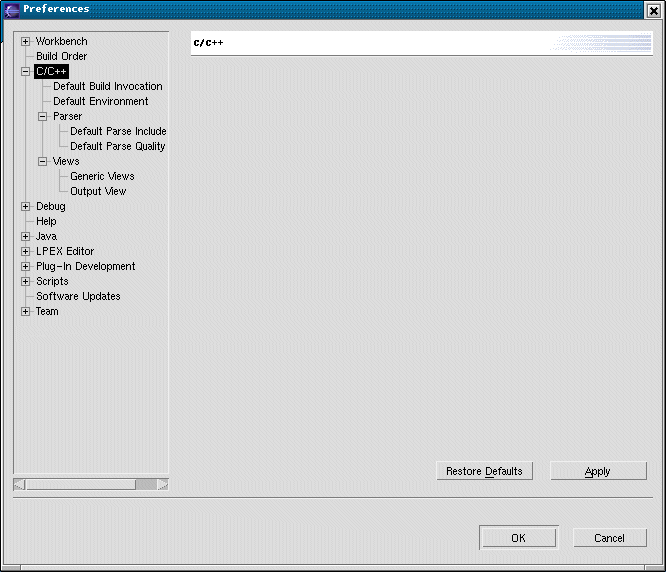 Preferences
Workbench
Build Order
C/C++
Default Build Invocation
Default Environment
Parser
Default Parse Include
Default Parse Quality
Views
Generic Views
Output View
Debug
Help
Java
LPEX Editor
Plug-In Development
Scripts
Software Updates
Team
C/C++
Restore Defaults
Apply
OK
Cancel